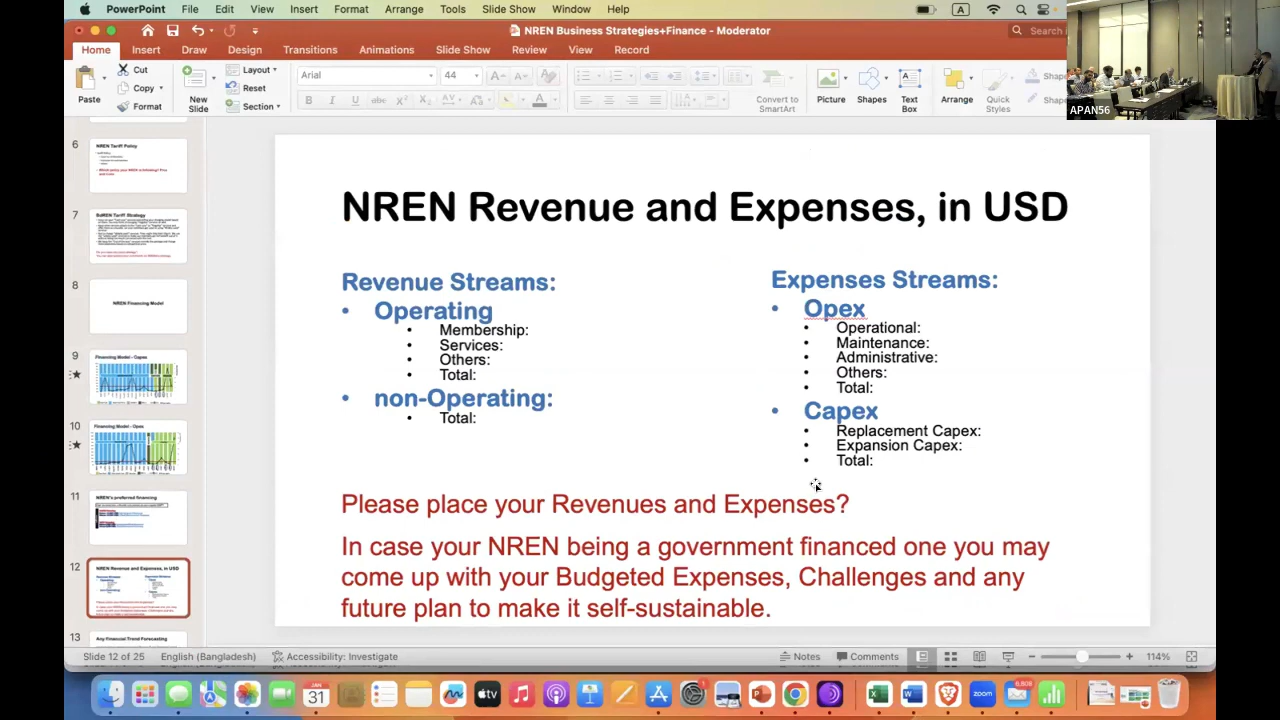 PowerPoint File Edit View Insert Format Arrange Tools Slide Show Window Help
NREN Business Strategies+Finance - Moderator
Search
Home Insert Draw Design Transitions Animations Slide Show Review View Record
Paste
Cut
Copy
Format
New Slide
Layout
Reset
Section
Arial 44
Convert to SmartArt
Picture
Shapes
Text Box
Arrange
Quick Styles
APAN56
6
NREN Tariff Policy
7
BdREN Tariff Strategy
8
NREN Financing Model
9
Financing Model - Capex
10
Financing Model - Opex
11
NREN's preferred financing
12
NREN Revenue and Expenses, in USD
13
Any Financial Trend Forecasting
NREN Revenue and Expenses, in USD
Revenue Streams:
• Operating
• Membership:
• Services:
• Others:
• Total:
• non-Operating:
• Total:
Expenses Streams:
• Opex
• Operational:
• Maintenance:
• Administrative:
• Others:
• Total:
• Capex
• Replacement Capex:
• Expansion Capex:
• Total:
Please place your Revenues and Expenses?
In case your NREN being a government financed one you may
come up with your Budgeted Expenses, Challenges and any
future plan to make it self-sustainable.
Slide 12 of 25 English (Bangladesh) Accessibility: Investigate Notes Comments 114%
JAN
31
tv
zoom
6,608